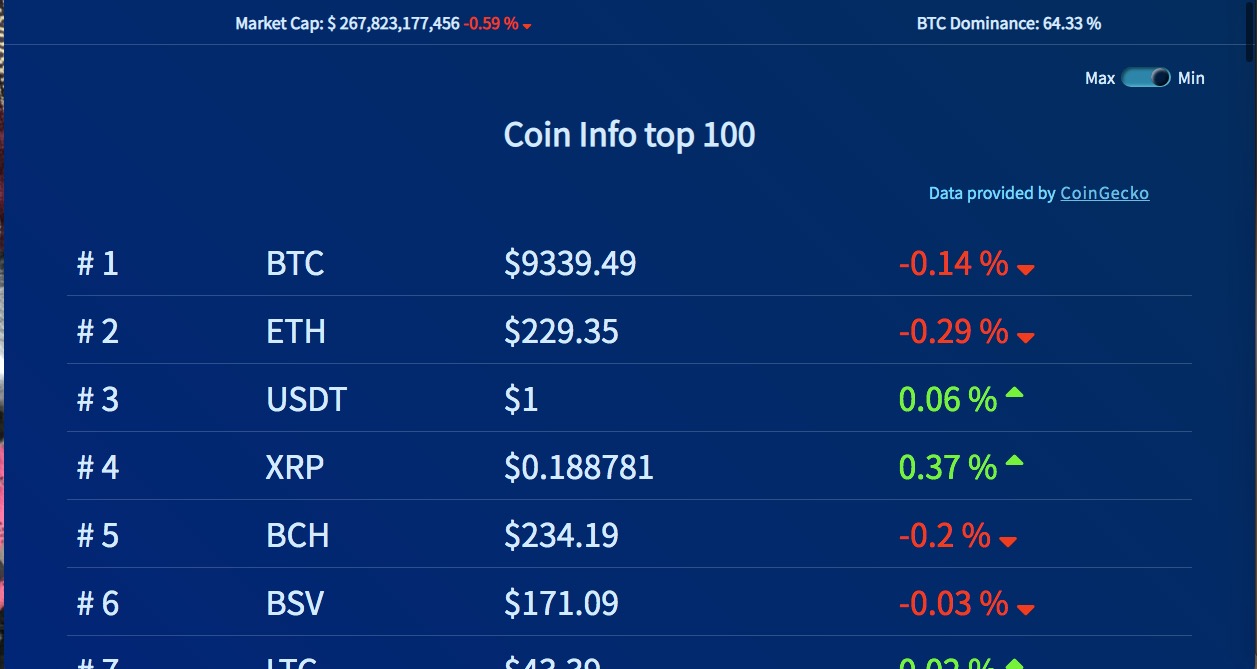 Market Cap: $ 267,823,177,456 -0.59 % BTC Dominance: 64.33 %
Max Min
Coin Info top 100
Data provided by CoinGecko
# 1 BTC $9339.49 -0.14 %
# 2 ETH $229.35 -0.29 %
# 3 USDT $1 0.06 %
# 4 XRP $0.188781 0.37 %
# 5 BCH $234.19 -0.2 %
# 6 BSV $171.09 -0.03 %
# 7 LTC